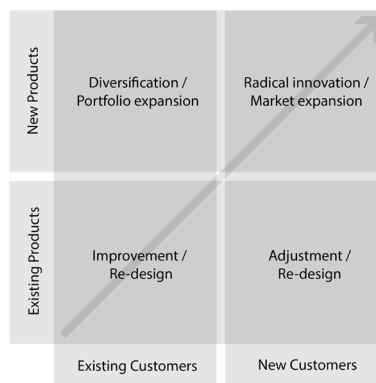 New Products
Diversification /
Portfolio expansion
Radical innovation /
Market expansion
Existing Products
Improvement /
Re-design
Adjustment /
Re-design
Existing Customers
New Customers